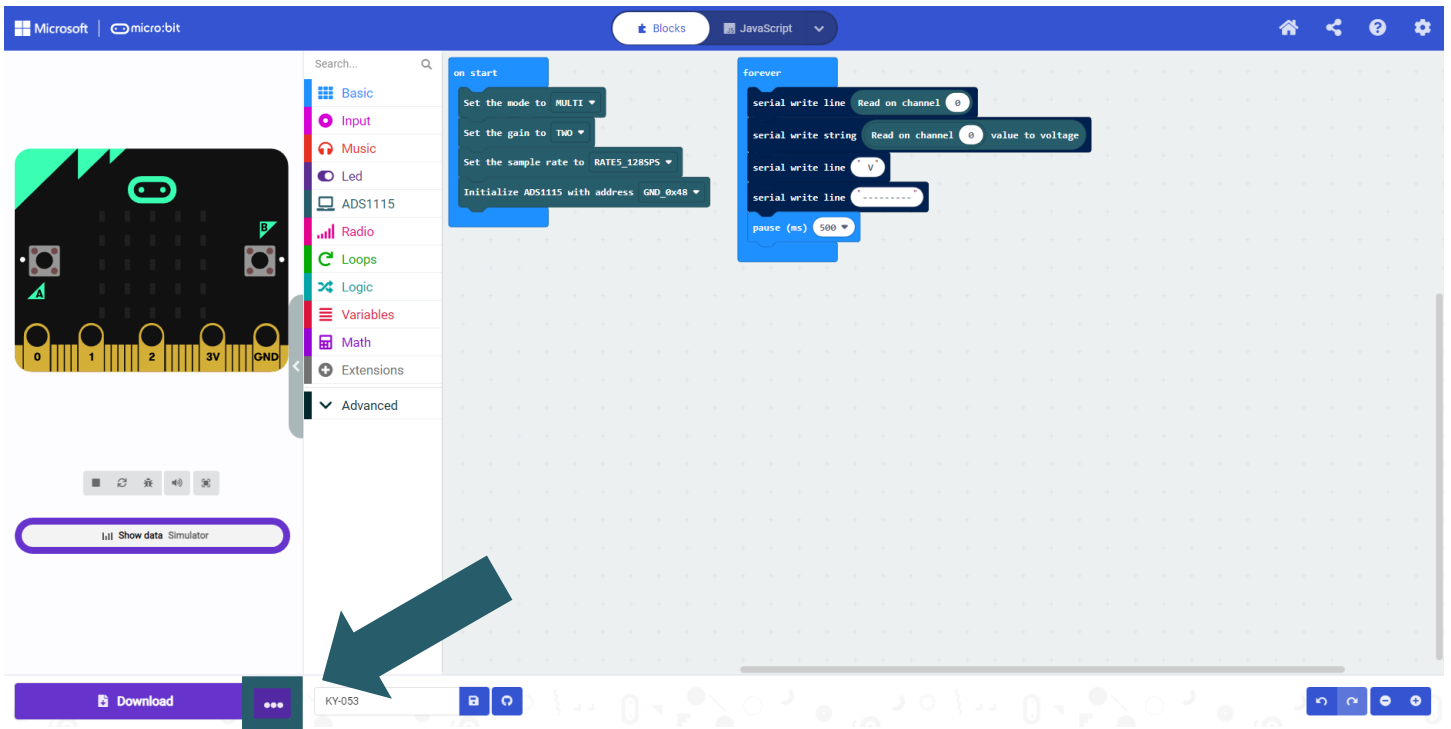 Microsoft micro:bit Blocks JavaScript
Search...
Basic
Input
Music
Led
ADS1115
Radio
Loops
Logic
Variables
Math
Extensions
Advanced
on start
Set the mode to MULTI
Set the gain to TWO
Set the sample rate to RATE5_128SPS
Initialize ADS1115 with address GND_0x48
forever
serial write line Read on channel 0
serial write string Read on channel 0 value to voltage
serial write line " V"
serial write line "---------"
pause (ms) 500
B
A
0 1 2 3V GND
Show data Simulator
Download
KY-053